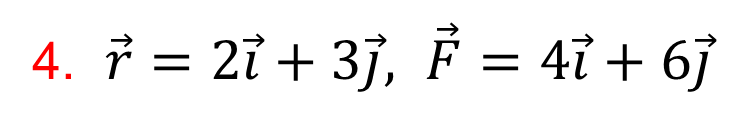 4. r⃗ = 2i⃗ + 3j⃗, F⃗ = 4i⃗ + 6j⃗